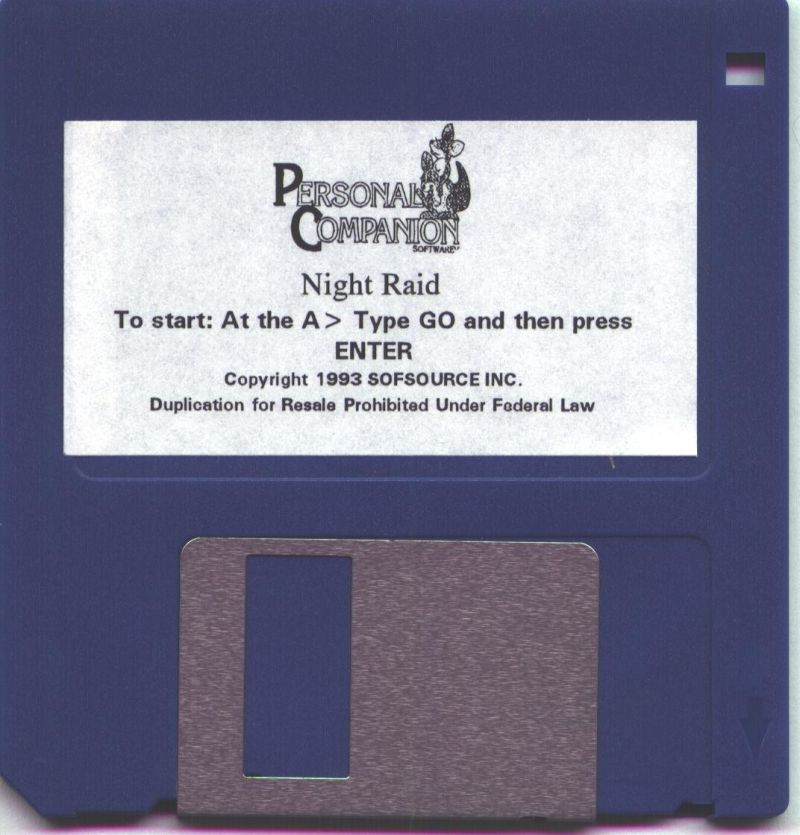 PERSONAL
COMPANION
SOFTWARE
Night Raid
To start: At the A> Type GO and then press
ENTER
Copyright 1993 SOFSOURCE INC.
Duplication for Resale Prohibited Under Federal Law